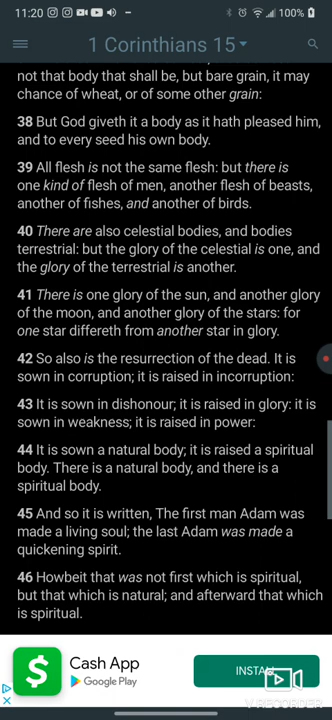 11:20 100%
1 Corinthians 15
not that body that shall be, but bare grain, it may
chance of wheat, or of some other grain:
38 But God giveth it a body as it hath pleased him,
and to every seed his own body.
39 All flesh is not the same flesh: but there is
one kind of flesh of men, another flesh of beasts,
another of fishes, and another of birds.
40 There are also celestial bodies, and bodies
terrestrial: but the glory of the celestial is one, and
the glory of the terrestrial is another.
41 There is one glory of the sun, and another glory
of the moon, and another glory of the stars: for
one star differeth from another star in glory.
42 So also is the resurrection of the dead. It is
sown in corruption; it is raised in incorruption:
43 It is sown in dishonour; it is raised in glory: it is
sown in weakness; it is raised in power:
44 It is sown a natural body; it is raised a spiritual
body. There is a natural body, and there is a
spiritual body.
45 And so it is written, The first man Adam was
made a living soul; the last Adam was made a
quickening spirit.
46 Howbeit that was not first which is spiritual,
but that which is natural; and afterward that which
is spiritual.
Cash App
Google Play
V RECORDER